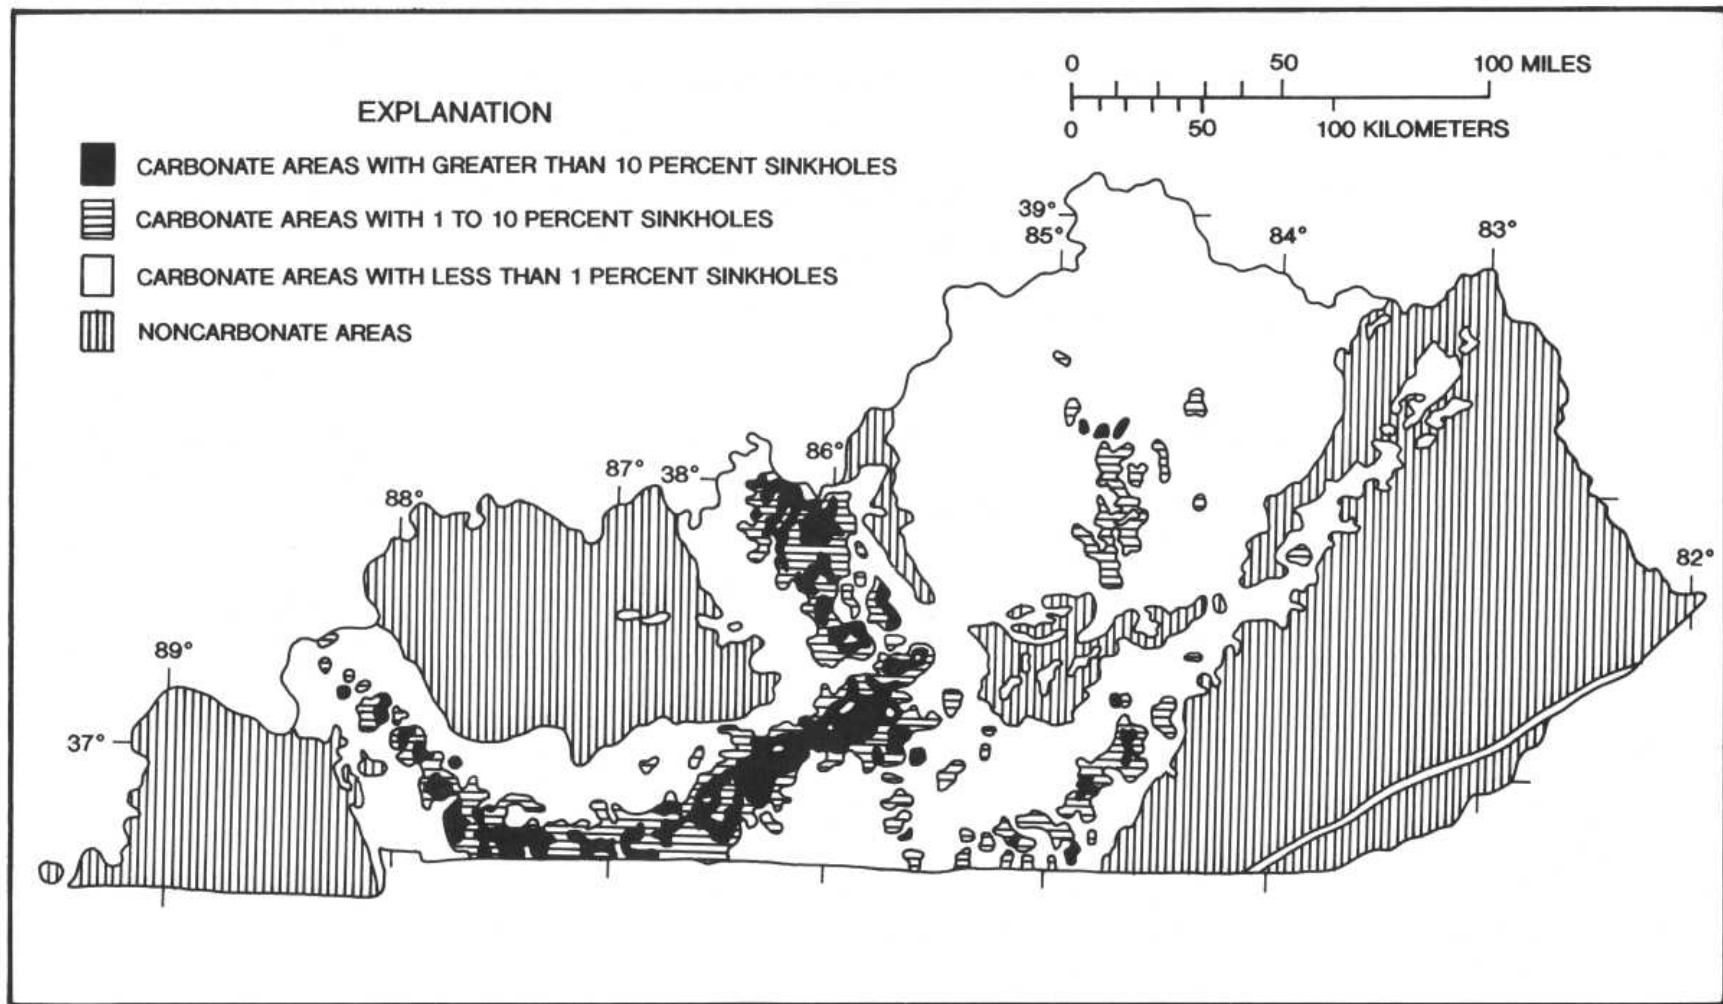 0 50 100 MILES
0 50 100 KILOMETERS
EXPLANATION
CARBONATE AREAS WITH GREATER THAN 10 PERCENT SINKHOLES
CARBONATE AREAS WITH 1 TO 10 PERCENT SINKHOLES
CARBONATE AREAS WITH LESS THAN 1 PERCENT SINKHOLES
NONCARBONATE AREAS
39°
85°
84°
83°
86°
87°
38°
88°
82°
89°
37°